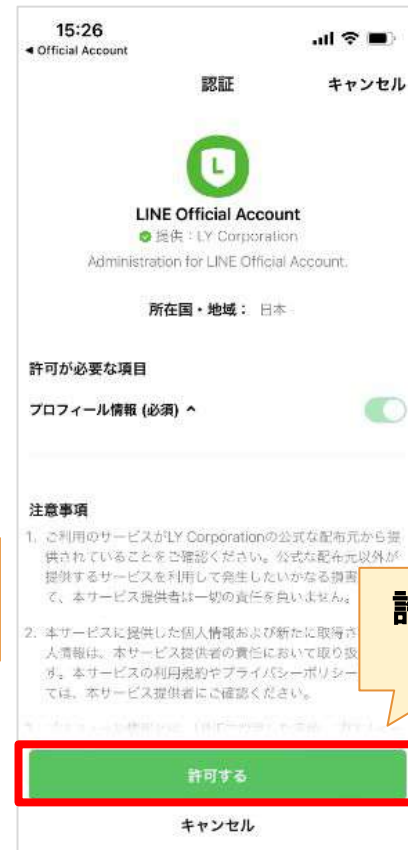 15:26
◀ Official Account
認証
キャンセル
L
LINE Official Account
提供：LY Corporation
Administration for LINE Official Account.
所在国・地域： 日本
許可が必要な項目
プロフィール情報 (必須)
注意事項
1. ご利用のサービスがLY Corporationの公式な配布元から提
供されていることをご確認ください。公式な配布元以外が
提供するサービスを利用して発生したいかなる損害
て、本サービス提供者は一切の責任を負いません。
2. 本サービスに提供した個人情報および新たに取得さ
人情報は、本サービス提供者の責任において取り扱
す。本サービスの利用規約やプライバシーポリシー
ては、本サービス提供者にご確認ください。
許可する
キャンセル